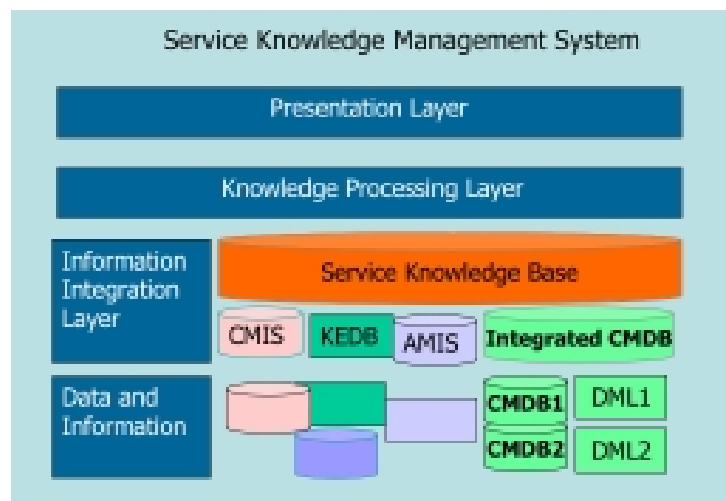 Service Knowledge Management System
Presentation Layer
Knowledge Processing Layer
Information
Integration
Layer
Service Knowledge Base
CMIS
KEDB
AMIS
Integrated CMDB
Data and
Information
CMDB1
DML1
CMDB2
DML2